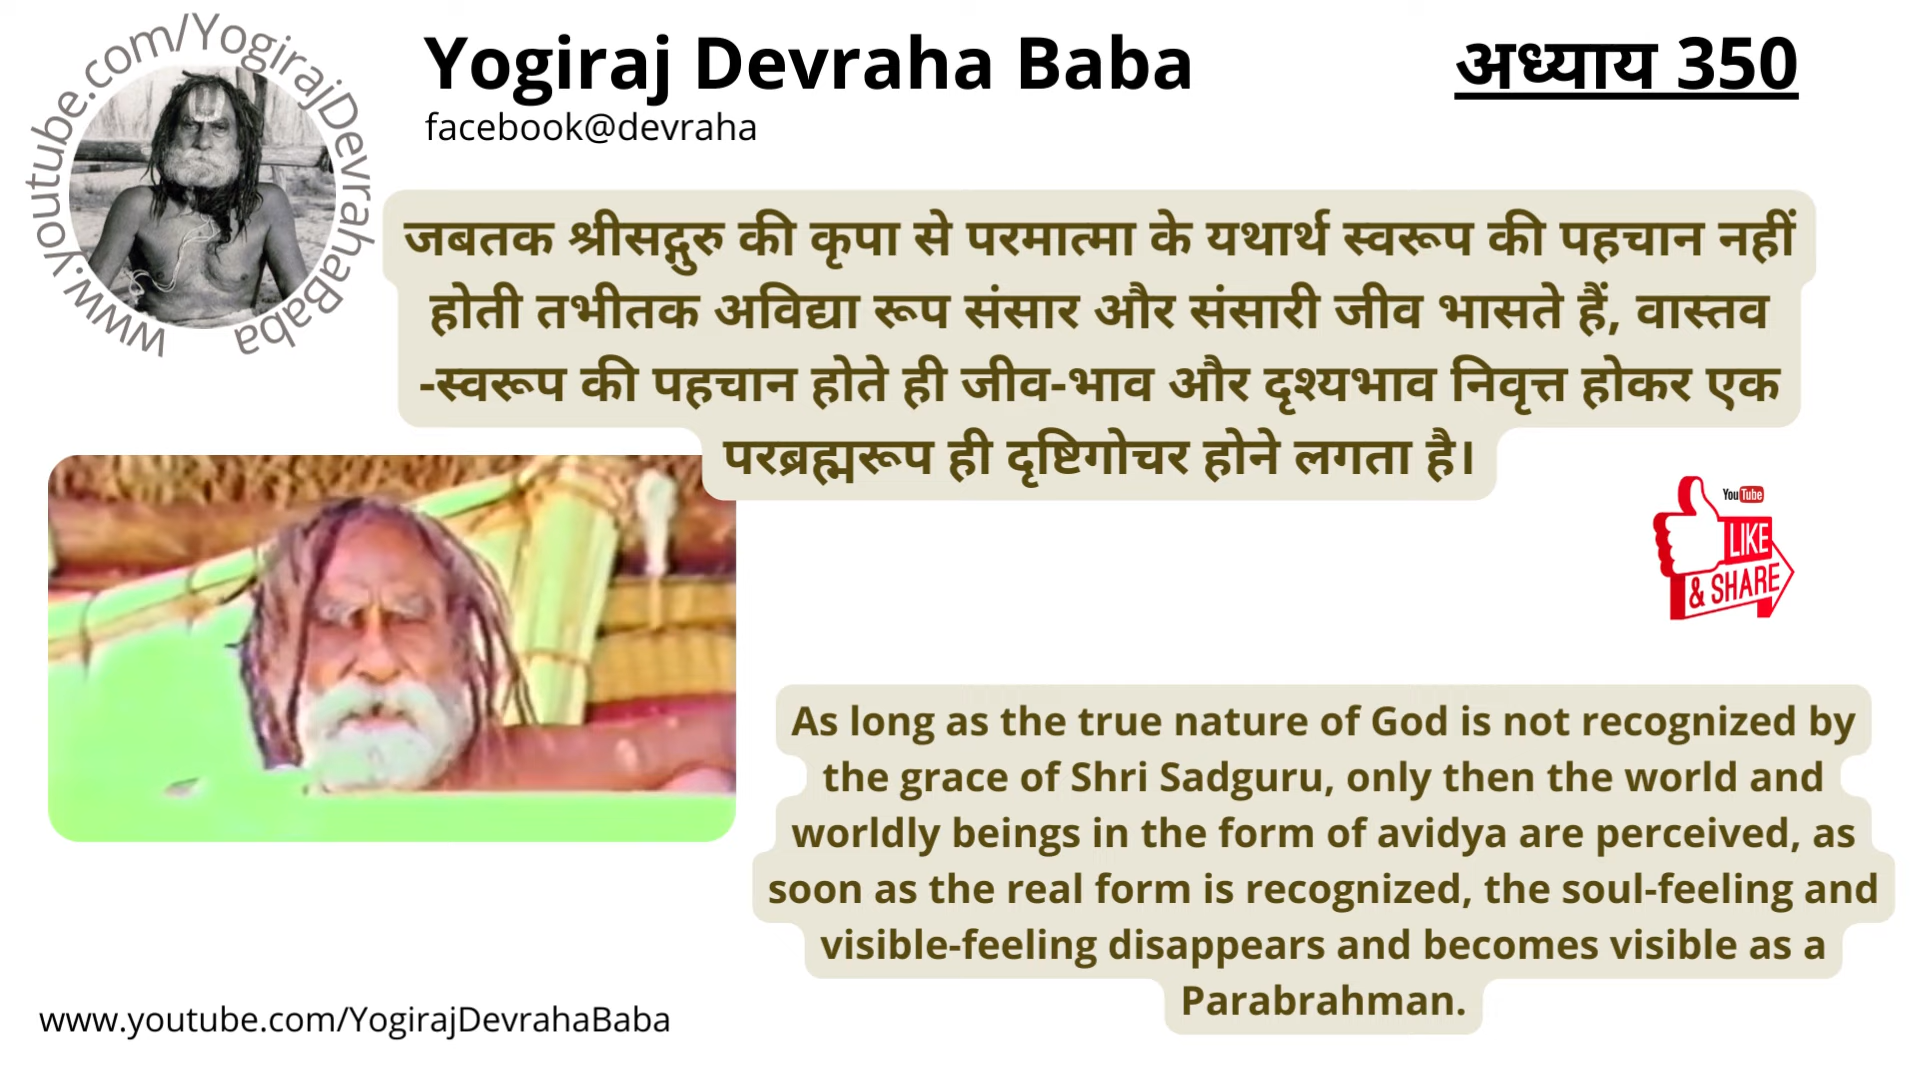 www.youtube.com/YogirajDevrahaBaba
Yogiraj Devraha Baba
अध्याय 350
facebook@devraha
जबतक श्रीसद्गुरु की कृपा से परमात्मा के यथार्थ स्वरूप की पहचान नहीं
होती तभीतक अविद्या रूप संसार और संसारी जीव भासते हैं, वास्तव
-स्वरूप की पहचान होते ही जीव-भाव और दृश्यभाव निवृत्त होकर एक
परब्रह्मरूप ही दृष्टिगोचर होने लगता है।
YouTube
LIKE
& SHARE
As long as the true nature of God is not recognized by
the grace of Shri Sadguru, only then the world and
worldly beings in the form of avidya are perceived, as
soon as the real form is recognized, the soul-feeling and
visible-feeling disappears and becomes visible as a
Parabrahman.
www.youtube.com/YogirajDevrahaBaba